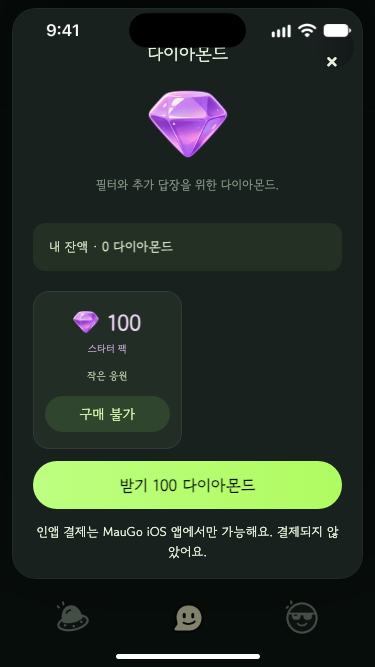 9:41
다이아몬드
필터와 추가 답장을 위한 다이아몬드.
내 잔액 · 0 다이아몬드
100
스타터 팩
작은 응원
구매 불가
받기 100 다이아몬드
인앱 결제는 MauGo iOS 앱에서만 가능해요. 결제되지 않
았어요.